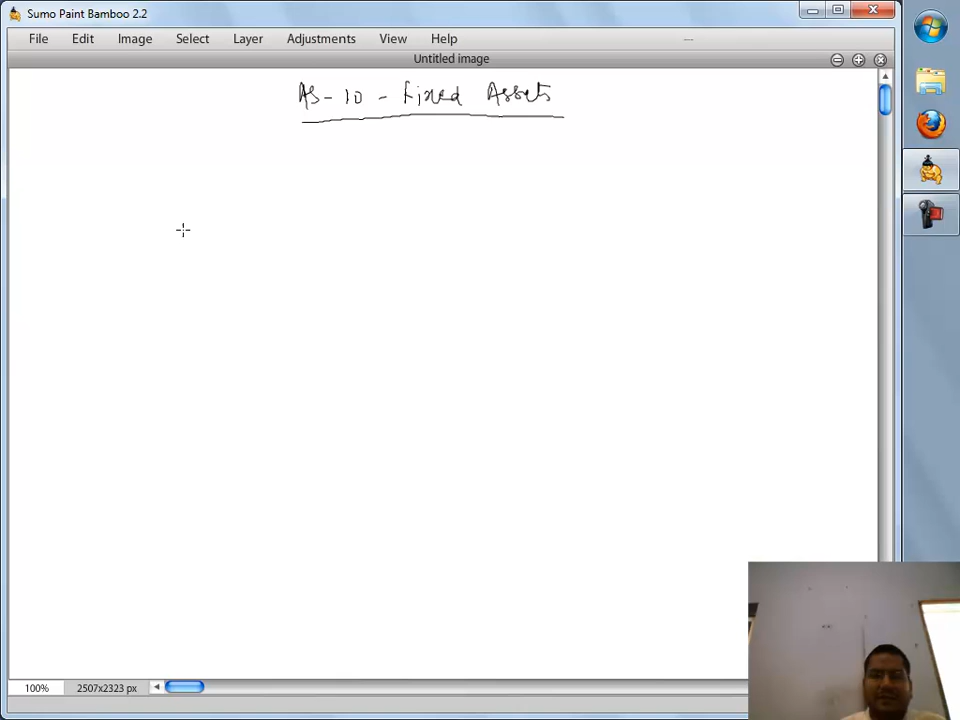 Sumo Paint Bamboo 2.2
File Edit Image Select Layer Adjustments View Help
Untitled image
AS-10 - Fixed Assets
100% 2507x2323 px